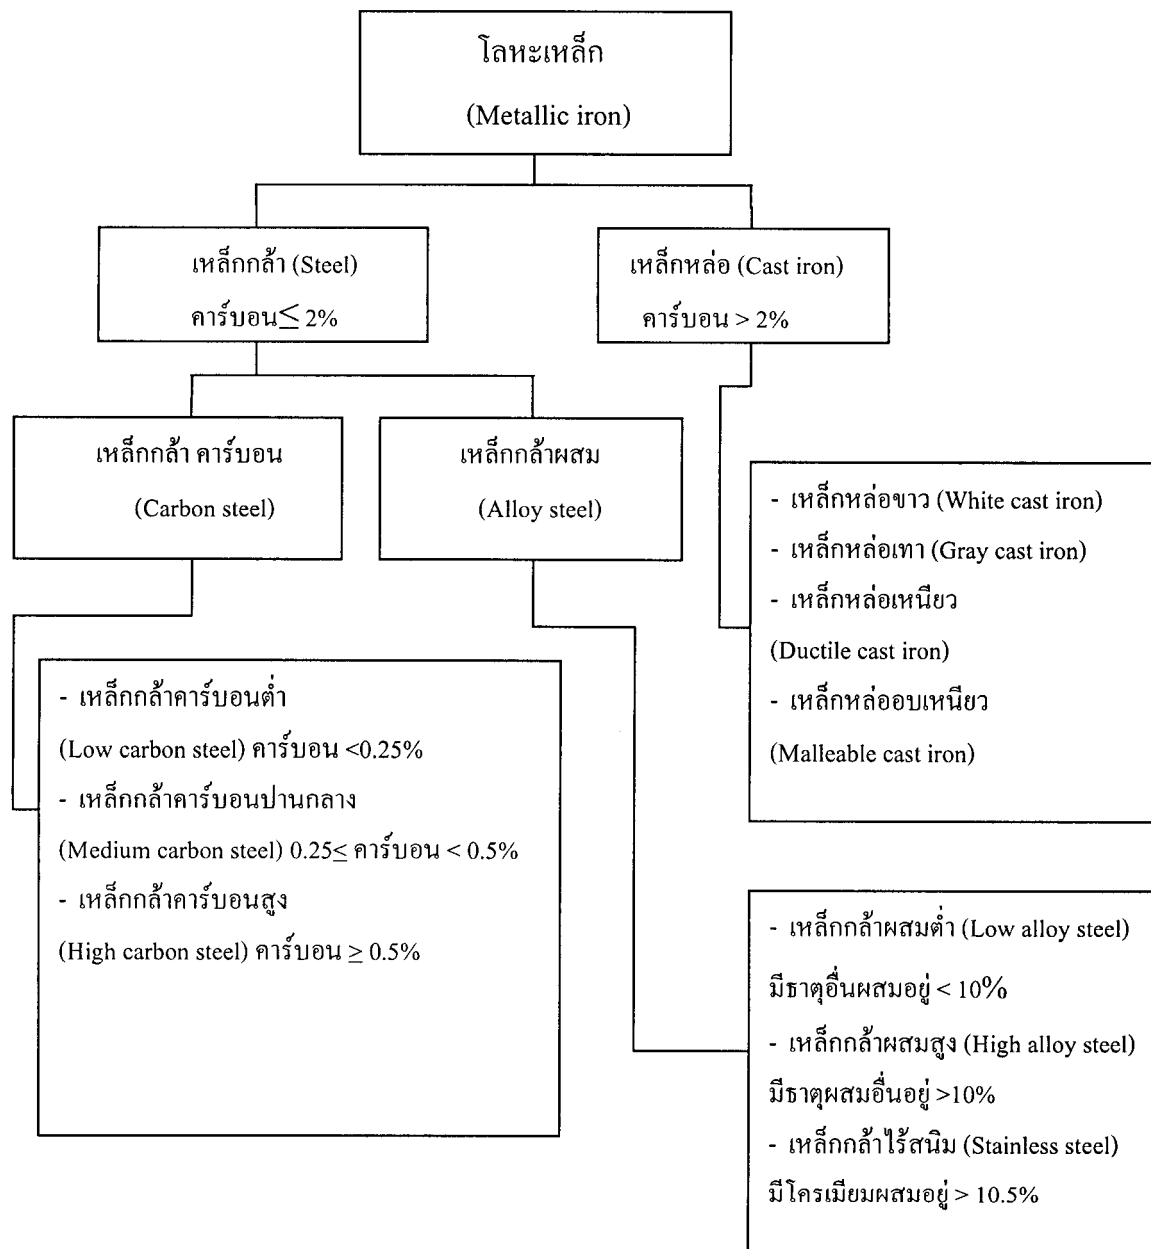 โลหะเหล็ก
(Metallic iron)
เหล็กกล้า (Steel)
คาร์บอน≤ 2%
เหล็กหล่อ (Cast iron)
คาร์บอน > 2%
เหล็กกล้า คาร์บอน
(Carbon steel)
เหล็กกล้าผสม
(Alloy steel)
- เหล็กหล่อขาว (White cast iron)
- เหล็กหล่อเทา (Gray cast iron)
- เหล็กหล่อเหนียว
(Ductile cast iron)
- เหล็กหล่ออบเหนียว
(Malleable cast iron)
- เหล็กกล้าคาร์บอนต่ำ
(Low carbon steel) คาร์บอน <0.25%
- เหล็กกล้าคาร์บอนปานกลาง
(Medium carbon steel) 0.25≤ คาร์บอน < 0.5%
- เหล็กกล้าคาร์บอนสูง
(High carbon steel) คาร์บอน ≥ 0.5%
- เหล็กกล้าผสมต่ำ (Low alloy steel)
มีธาตุอื่นผสมอยู่ < 10%
- เหล็กกล้าผสมสูง (High alloy steel)
มีธาตุผสมอื่นอยู่ >10%
- เหล็กกล้าไร้สนิม (Stainless steel)
มีโครเมียมผสมอยู่ > 10.5%